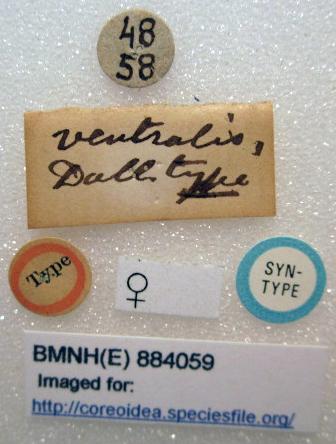 48
58
ventralis,
Dall. type
Type
♀
SYN-
TYPE
BMNH(E) 884059
Imaged for:
http://coreoidea.speciesfile.org/